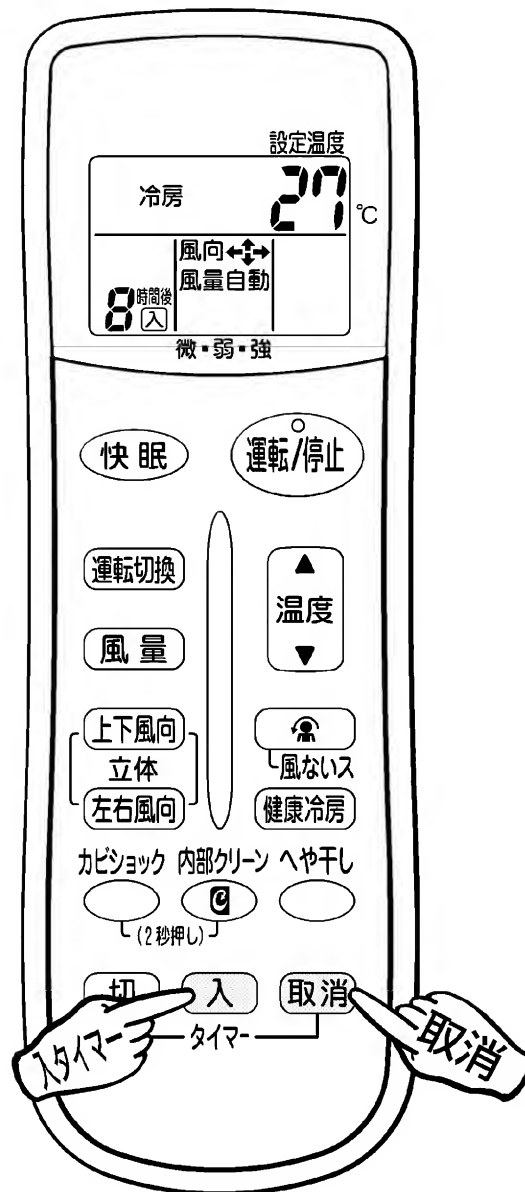 設定温度
冷房 27℃
風向
8時間後 入 風量自動
微・弱・強
快眠 運転/停止
運転切換
温度
風量
上下風向
立体 風ないス
左右風向 健康冷房
カビショック 内部クリーン へや干し
(2秒押し)
切 入 取消
タイマー
入タイマー 取消